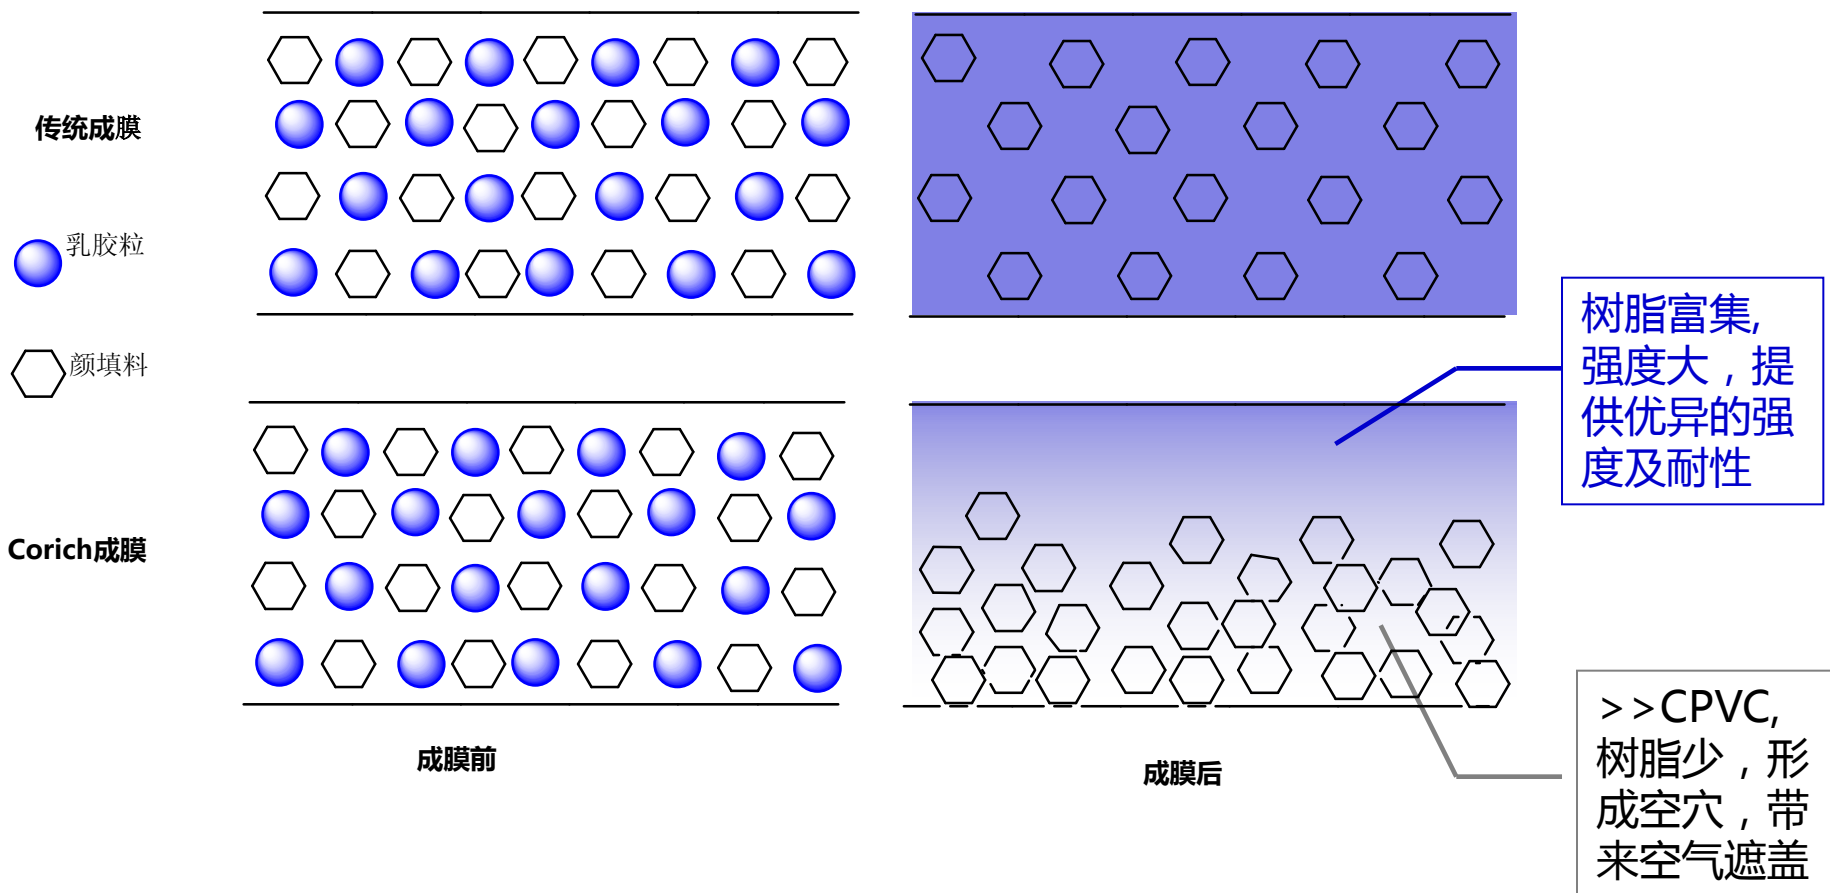 传统成膜
乳胶粒
颜填料
Corich成膜
成膜前
成膜后
树脂富集,
强度大，提
供优异的强
度及耐性
>>CPVC,
树脂少，形
成空穴，带
来空气遮盖